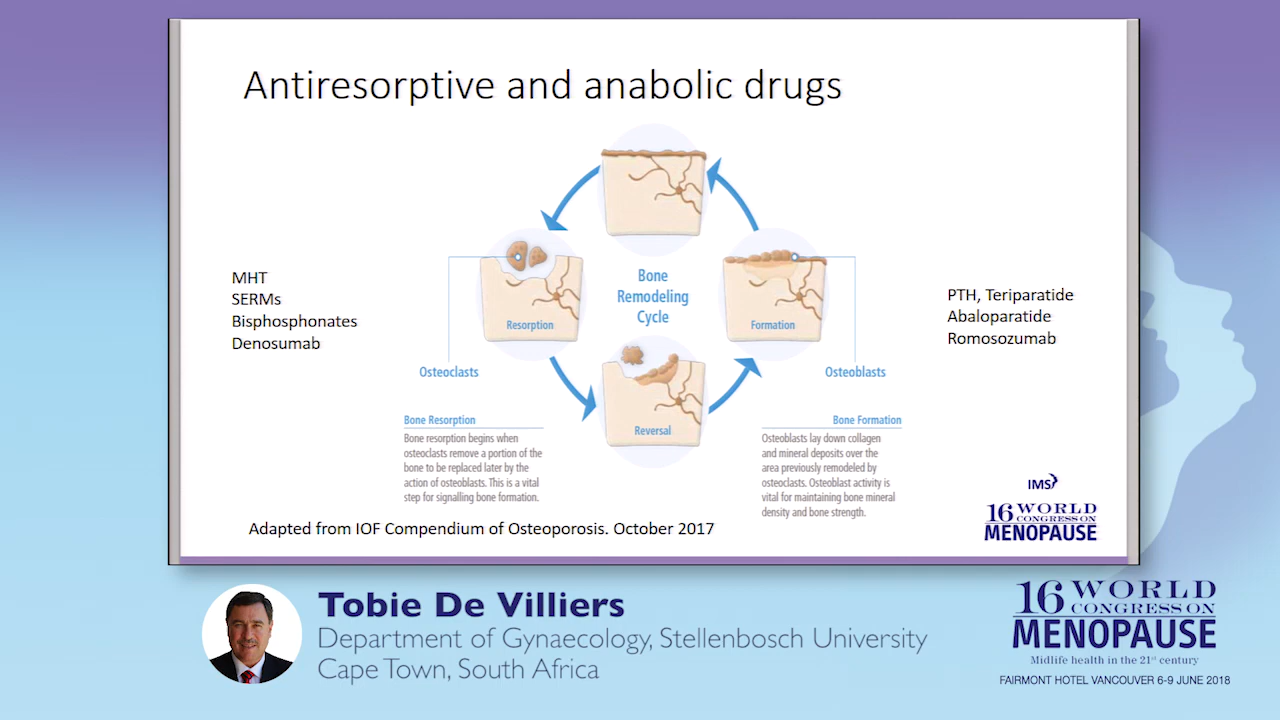 Antiresorptive and anabolic drugs
MHT
SERMs
Bisphosphonates
Denosumab
Bone
Remodeling
Cycle
Resorption
Formation
Reversal
PTH, Teriparatide
Abaloparatide
Romosozumab
Osteoclasts
Osteoblasts
Bone Resorption
Bone resorption begins when
osteoclasts remove a portion of the
bone to be replaced later by the
action of osteoblasts. This is a vital
step for signalling bone formation.
Bone Formation
Osteoblasts lay down collagen
and mineral deposits over the
area previously remodeled by
osteoclasts. Osteoblast activity is
vital for maintaining bone mineral
density and bone strength.
Adapted from IOF Compendium of Osteoporosis. October 2017
IMS
16 WORLD
CONGRESS ON
MENOPAUSE
Tobie De Villiers
Department of Gynaecology, Stellenbosch University
Cape Town, South Africa
16 WORLD
CONGRESS ON
MENOPAUSE
Midlife health in the 21st century
FAIRMONT HOTEL VANCOUVER 6-9 JUNE 2018